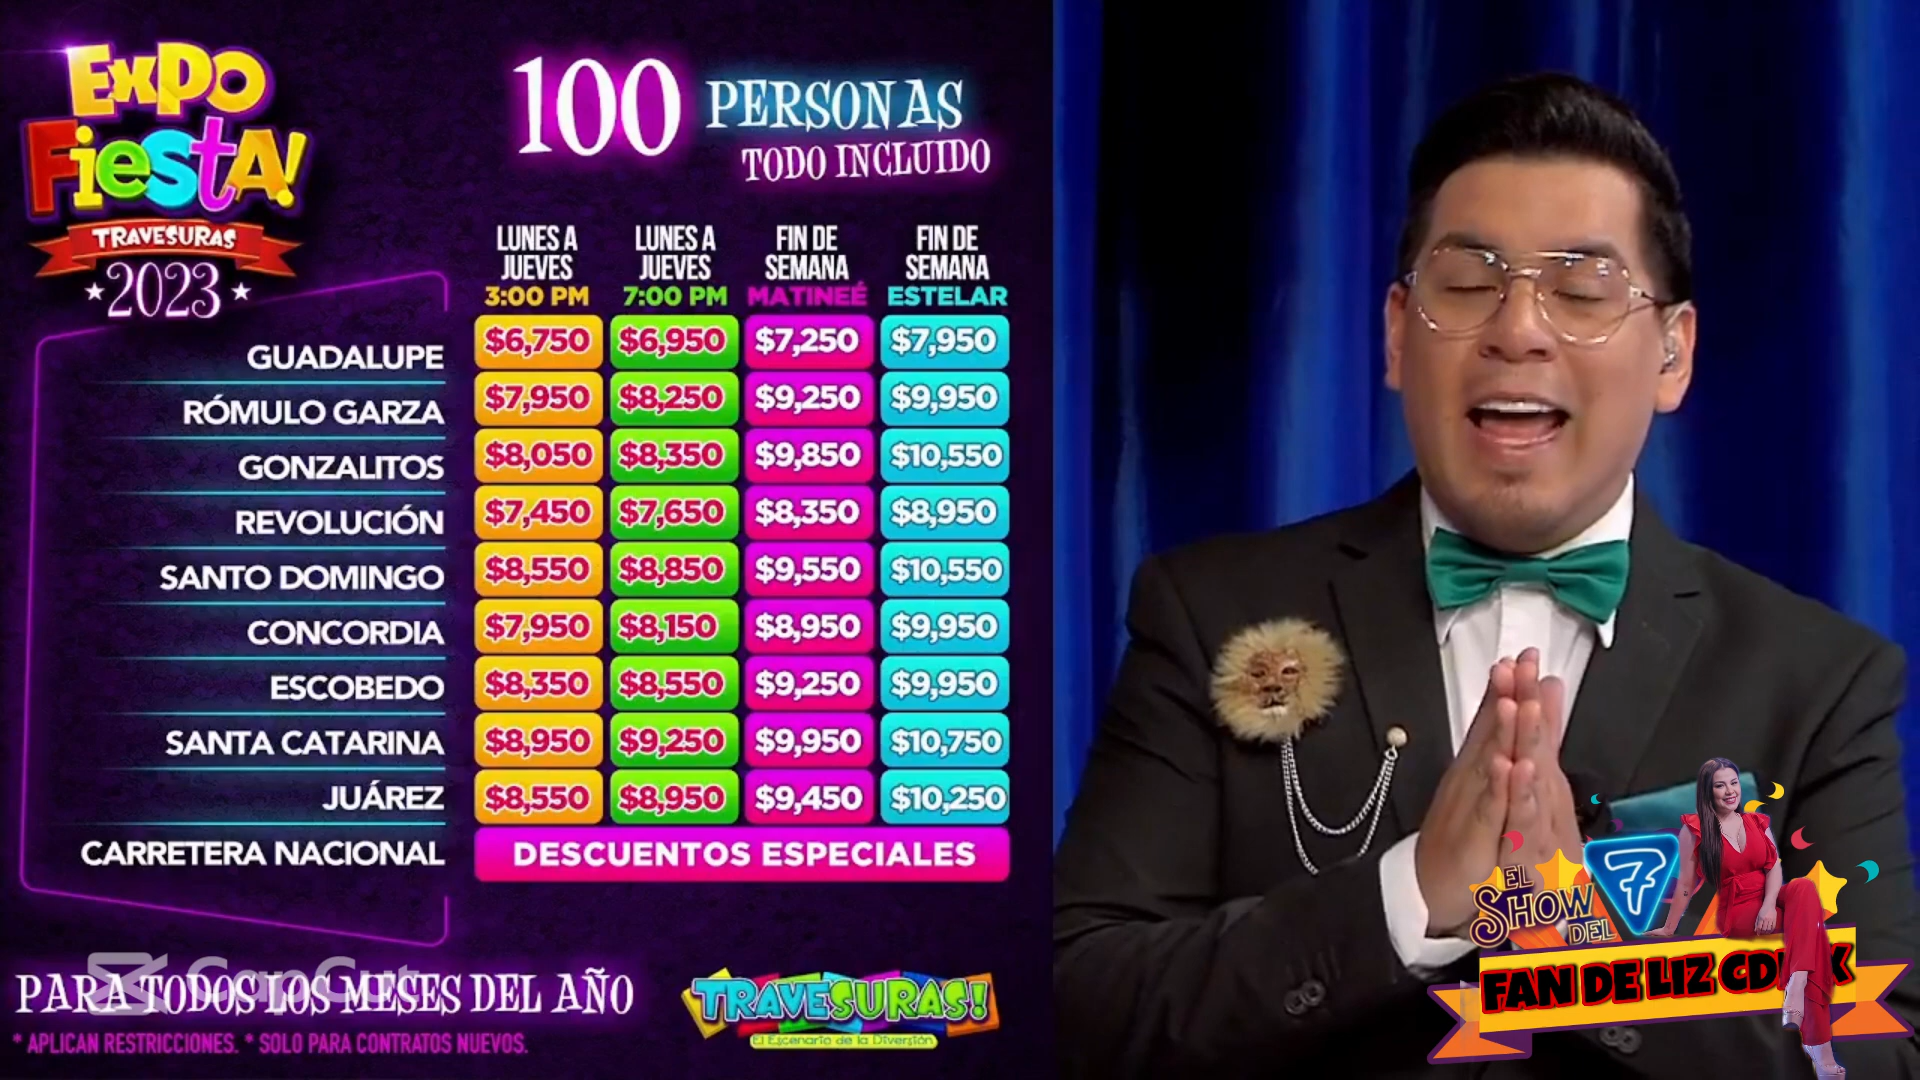 EXPO
FIESTA!
TRAVESURAS
2023
100 PERSONAS
TODO INCLUIDO
LUNES A JUEVES 3:00 PM
LUNES A JUEVES 7:00 PM
FIN DE SEMANA MATINEÉ
FIN DE SEMANA ESTELAR
GUADALUPE $6,750 $6,950 $7,250 $7,950
RÓMULO GARZA $7,950 $8,250 $9,250 $9,950
GONZALITOS $8,050 $8,350 $9,850 $10,550
REVOLUCIÓN $7,450 $7,650 $8,350 $8,950
SANTO DOMINGO $8,550 $8,850 $9,550 $10,550
CONCORDIA $7,950 $8,150 $8,950 $9,950
ESCOBEDO $8,350 $8,550 $9,250 $9,950
SANTA CATARINA $8,950 $9,250 $9,950 $10,750
JUÁREZ $8,550 $8,950 $9,450 $10,250
CARRETERA NACIONAL DESCUENTOS ESPECIALES
PARA TODOS LOS MESES DEL AÑO
CapCut
* APLICAN RESTRICCIONES. * SOLO PARA CONTRATOS NUEVOS.
TRAVESURAS!
El Escenario de la Diversión
EL
SHOW
DEL
7
FAN DE LIZ